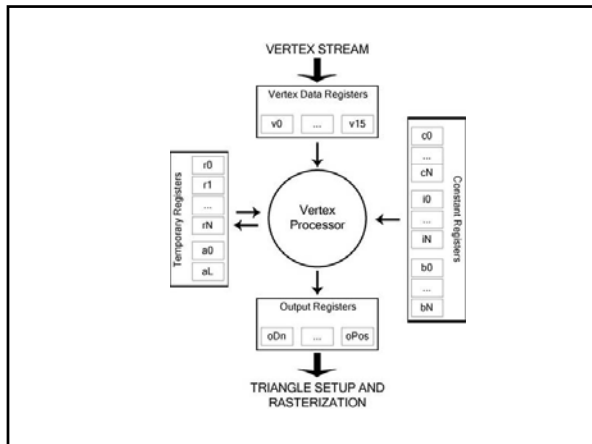 VERTEX STREAM
Vertex Data Registers
v0 ... v15
Temporary Registers
r0
r1
...
rN
a0
aL
Vertex
Processor
Constant Registers
c0
...
cN
i0
...
iN
b0
...
bN
Output Registers
oDn ... oPos
TRIANGLE SETUP AND
RASTERIZATION